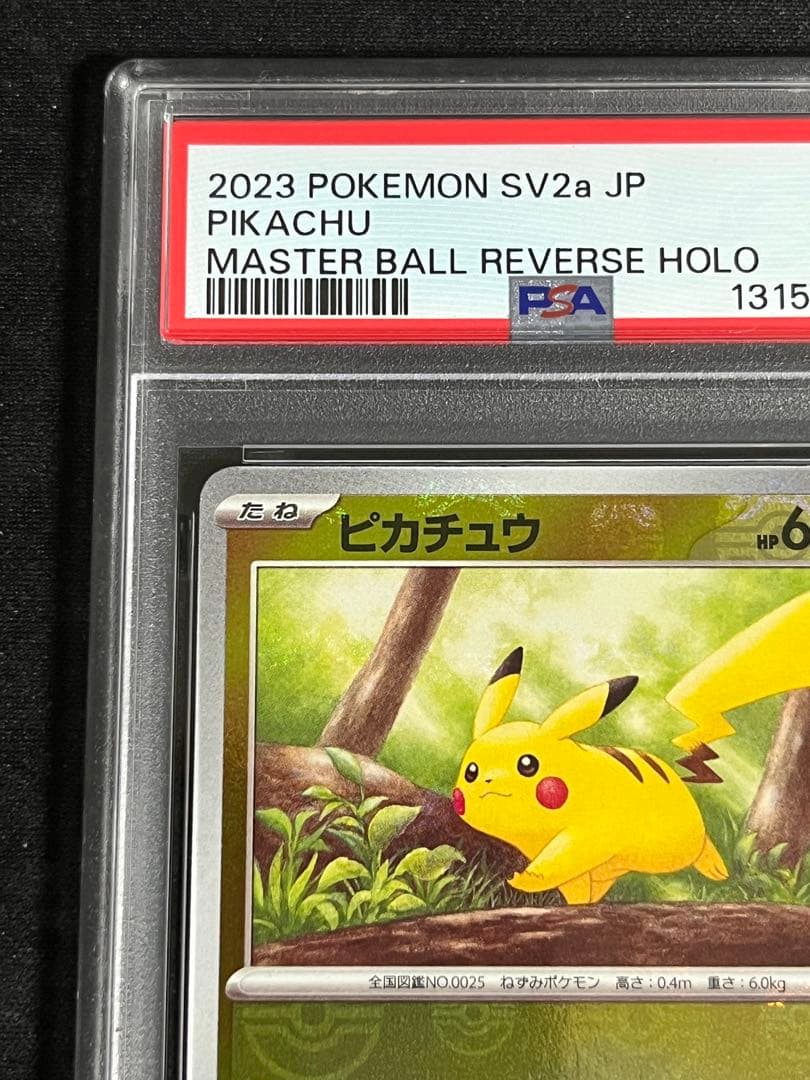 2023 POKEMON SV2a JP
PIKACHU
MASTER BALL REVERSE HOLO
PSA 1315
たね ピカチュウ HP 6
全国図鑑NO.0025 ねずみポケモン 高さ:0.4m 重さ:6.0kg